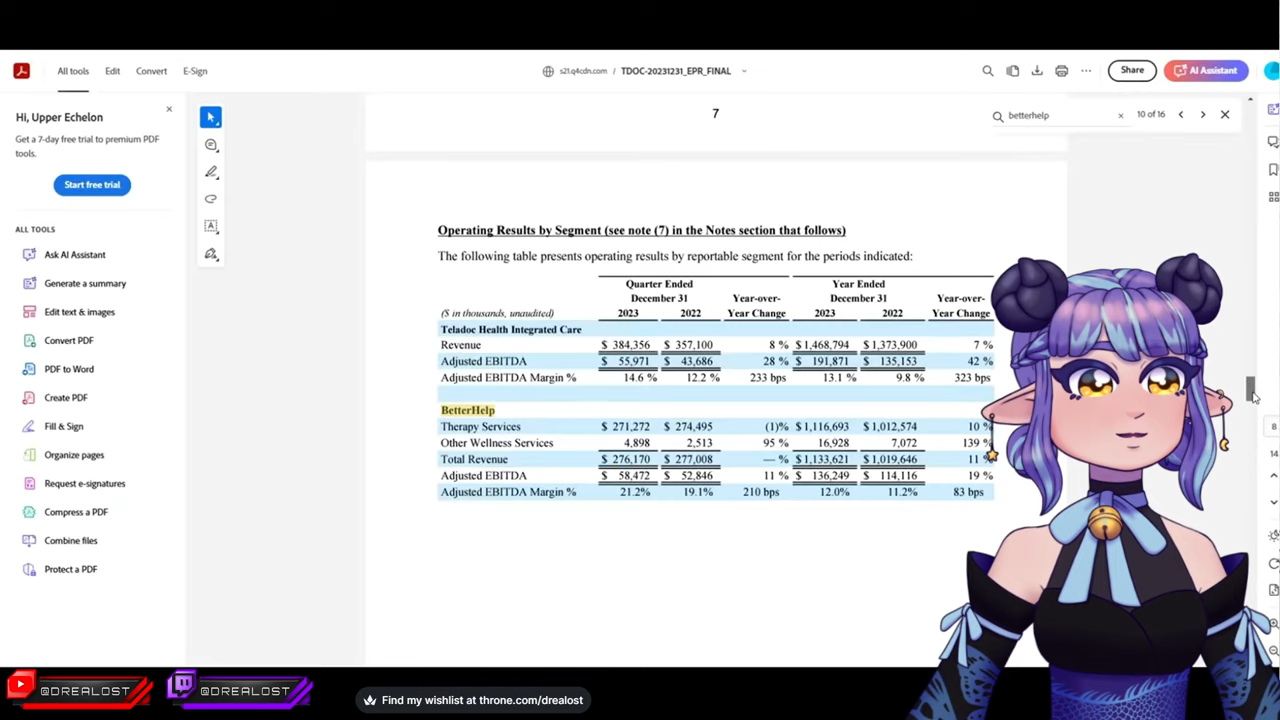 All tools Edit Convert E-Sign
s21.q4cdn.com / TDOC-20231231_EPR_FINAL
Share AI Assistant
Hi, Upper Echelon
Get a 7-day free trial to premium PDF
tools.
Start free trial
ALL TOOLS
Ask AI Assistant
Generate a summary
Edit text & images
Convert PDF
PDF to Word
Create PDF
Fill & Sign
Organize pages
Request e-signatures
Compress a PDF
Combine files
Protect a PDF
7
betterhelp 10 of 16
Operating Results by Segment (see note (7) in the Notes section that follows)
The following table presents operating results by reportable segment for the periods indicated:
Quarter Ended Year Ended
December 31 Year-over- December 31 Year-over-
($ in thousands, unaudited) 2023 2022 Year Change 2023 2022 Year Change
Teladoc Health Integrated Care
Revenue $ 384,356 $ 357,100 8 % $ 1,468,794 $ 1,373,900 7 %
Adjusted EBITDA $ 55,971 $ 43,686 28 % $ 191,871 $ 135,153 42 %
Adjusted EBITDA Margin % 14.6 % 12.2 % 233 bps 13.1 % 9.8 % 323 bps
BetterHelp
Therapy Services $ 271,272 $ 274,495 (1)% $ 1,116,693 $ 1,012,574 10 %
Other Wellness Services 4,898 2,513 95 % 16,928 7,072 139 %
Total Revenue $ 276,170 $ 277,008 — % $ 1,133,621 $ 1,019,646 11 %
Adjusted EBITDA $ 58,472 $ 52,846 11 % $ 136,249 $ 114,116 19 %
Adjusted EBITDA Margin % 21.2% 19.1% 210 bps 12.0% 11.2% 83 bps
8
14
@DREALOST @DREALOST Find my wishlist at throne.com/drealost